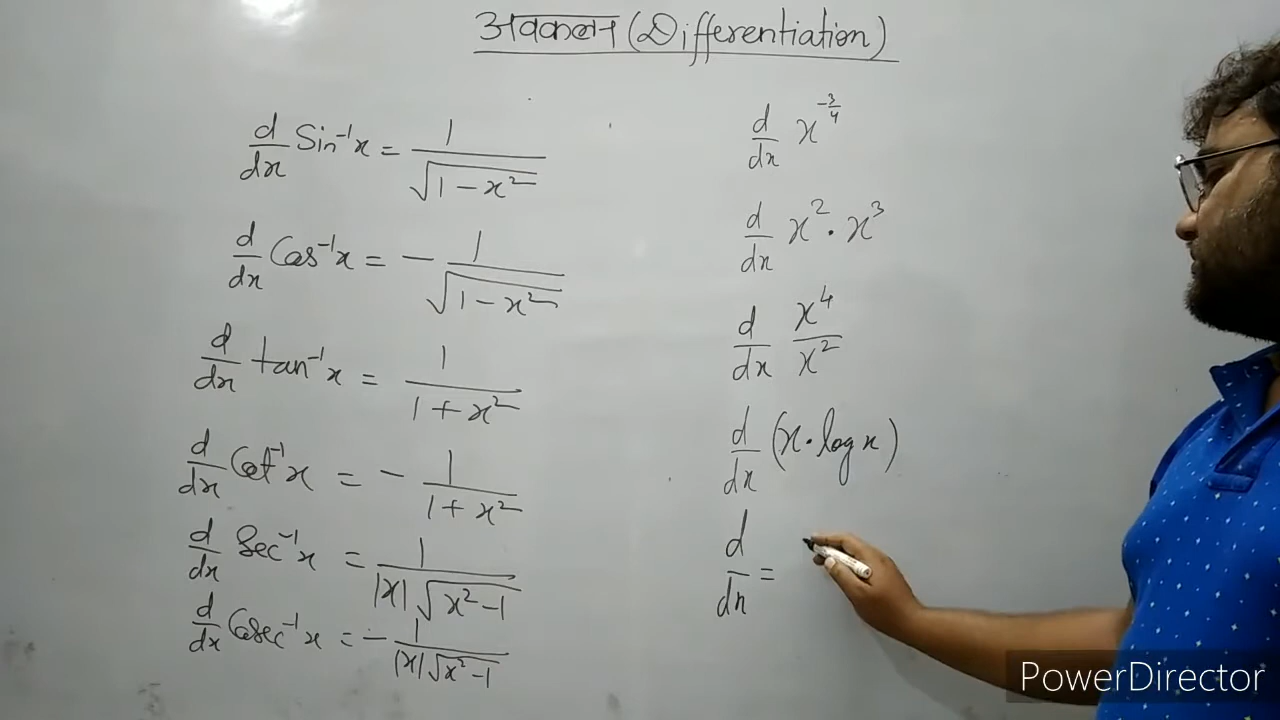 अवकलन (Differentiation)
d/dx Sin⁻¹x = 1/√(1 – x²)
d/dx Cos⁻¹x = – 1/√(1 – x²)
d/dx tan⁻¹x = 1/(1 + x²)
d/dx Cot⁻¹x = – 1/(1 + x²)
d/dx Sec⁻¹x = 1/(|x|√(x² – 1))
d/dx Cosec⁻¹x = – 1/(|x|√(x² – 1))
d/dx x^(-3/4)
d/dx x² · x³
d/dx x⁴/x²
d/dx (x · log x)
d/dx =
PowerDirector